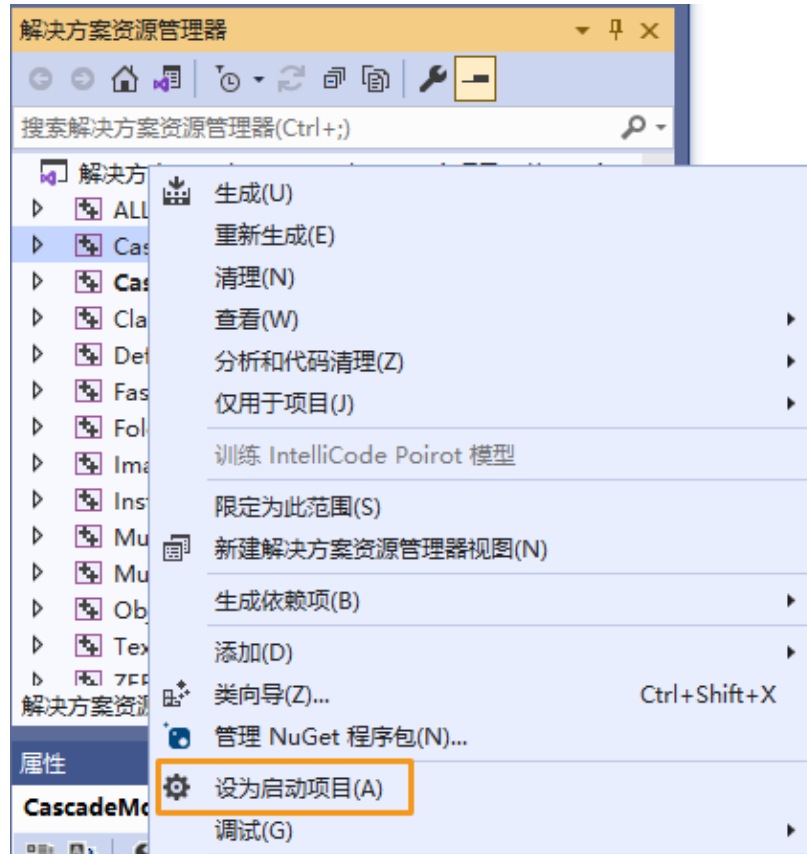 解决方案资源管理器
搜索解决方案资源管理器(Ctrl+;)
解决方
ALL
Cas
Cas
Cla
Det
Fas
Fol
Ima
Ins
Mu
Mu
Obj
Tex
ZER
解决方案资源
属性
CascadeMo
生成(U)
重新生成(E)
清理(N)
查看(W)
分析和代码清理(Z)
仅用于项目(J)
训练 IntelliCode Poirot 模型
限定为此范围(S)
新建解决方案资源管理器视图(N)
生成依赖项(B)
添加(D)
类向导(Z)... Ctrl+Shift+X
管理 NuGet 程序包(N)...
设为启动项目(A)
调试(G)